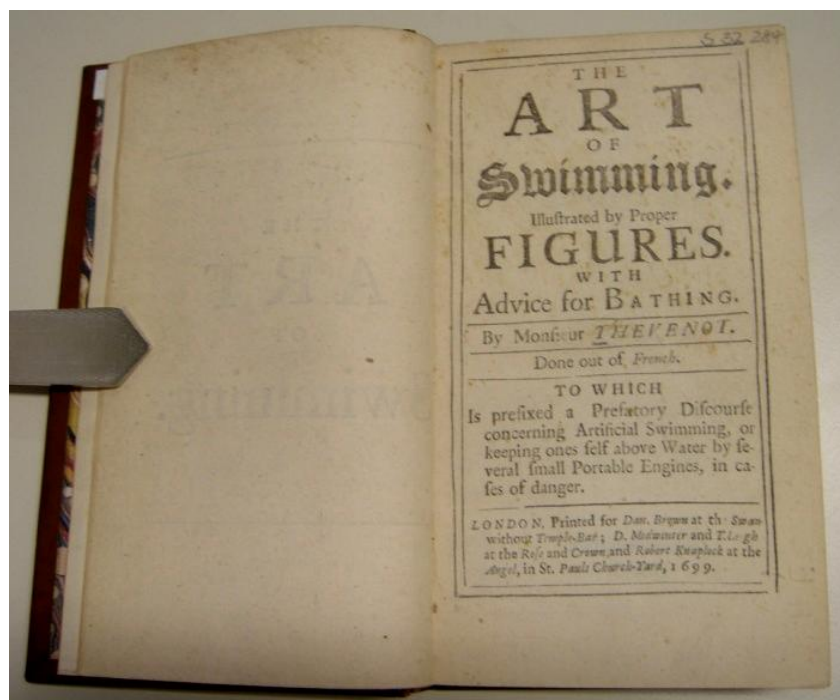 S 32 284
THE
ART
OF
Swimming.
Illuſtrated by Proper
FIGURES.
WITH
Advice for BATHING.
By Monſieur THEVENOT.
Done out of French.
TO WHICH
Is prefixed a Prefatory Diſcourſe
concerning Artificial Swimming, or
keeping ones ſelf above Water by ſe-
veral ſmall Portable Engines, in ca-
ſes of danger.
LONDON, Printed for Dan. Brown at the Swan
without Temple-Bar; D. Midwinter and T. Leigh
at the Roſe and Crown, and Robert Knaplock at the
Angel, in St. Pauls Church-Yard, 1699.